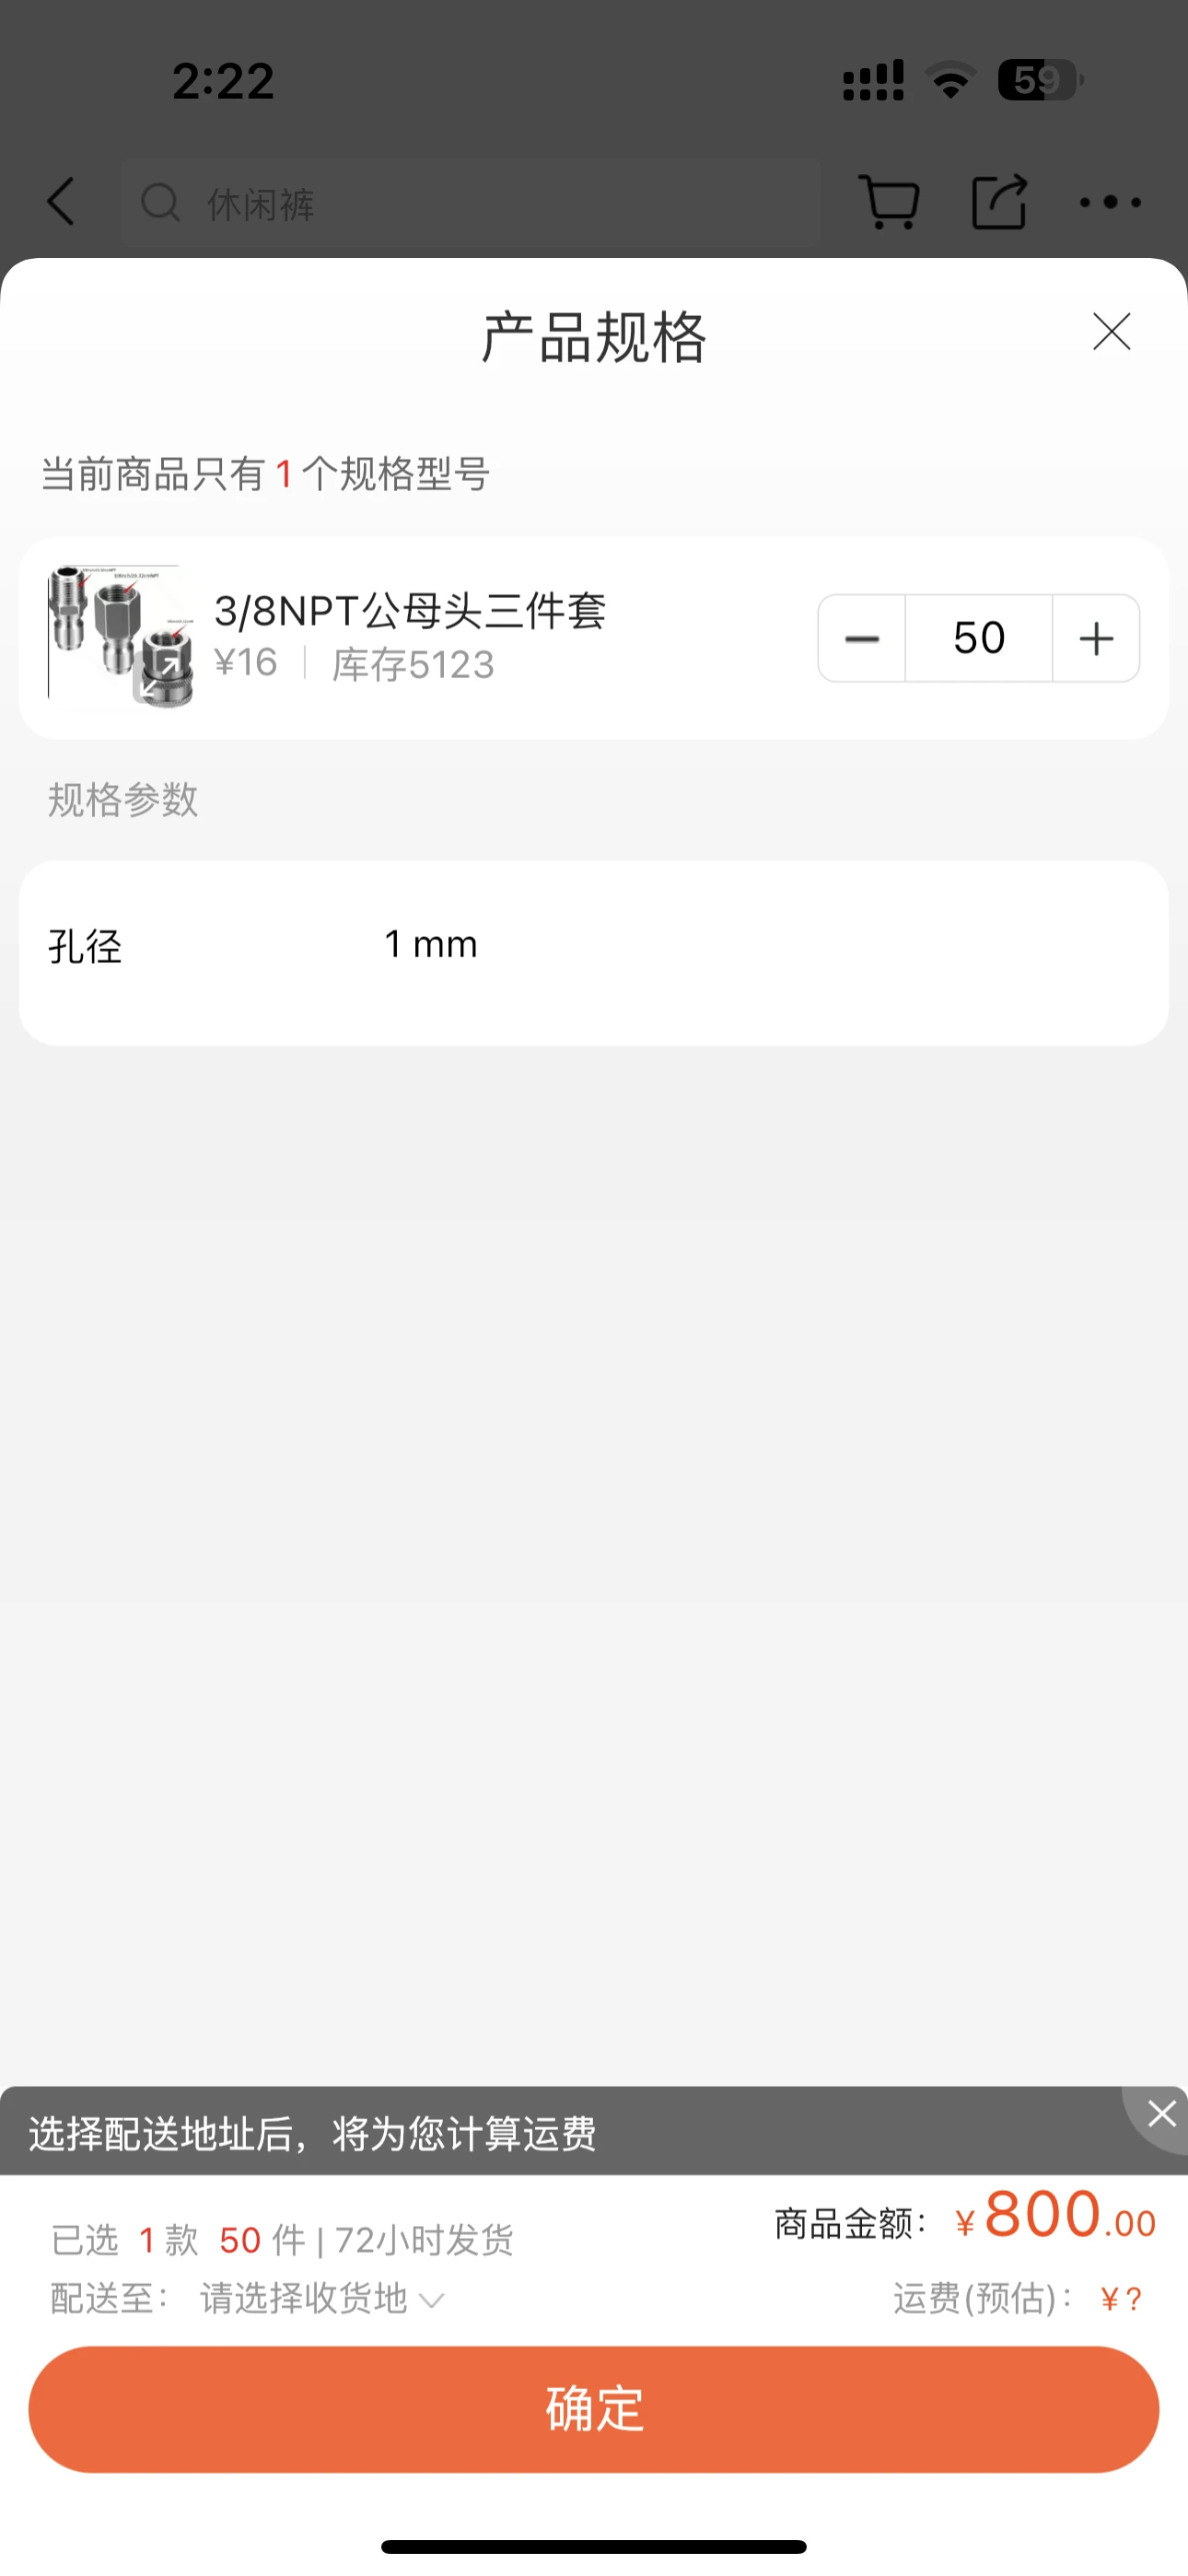 2:22
59
休闲裤
产品规格
当前商品只有 1 个规格型号
3/8NPT公母头三件套
¥16 | 库存5123
50
规格参数
孔径 1 mm
选择配送地址后，将为您计算运费
已选 1 款 50 件 | 72小时发货
商品金额： ¥800.00
配送至： 请选择收货地
运费(预估)： ¥?
确定